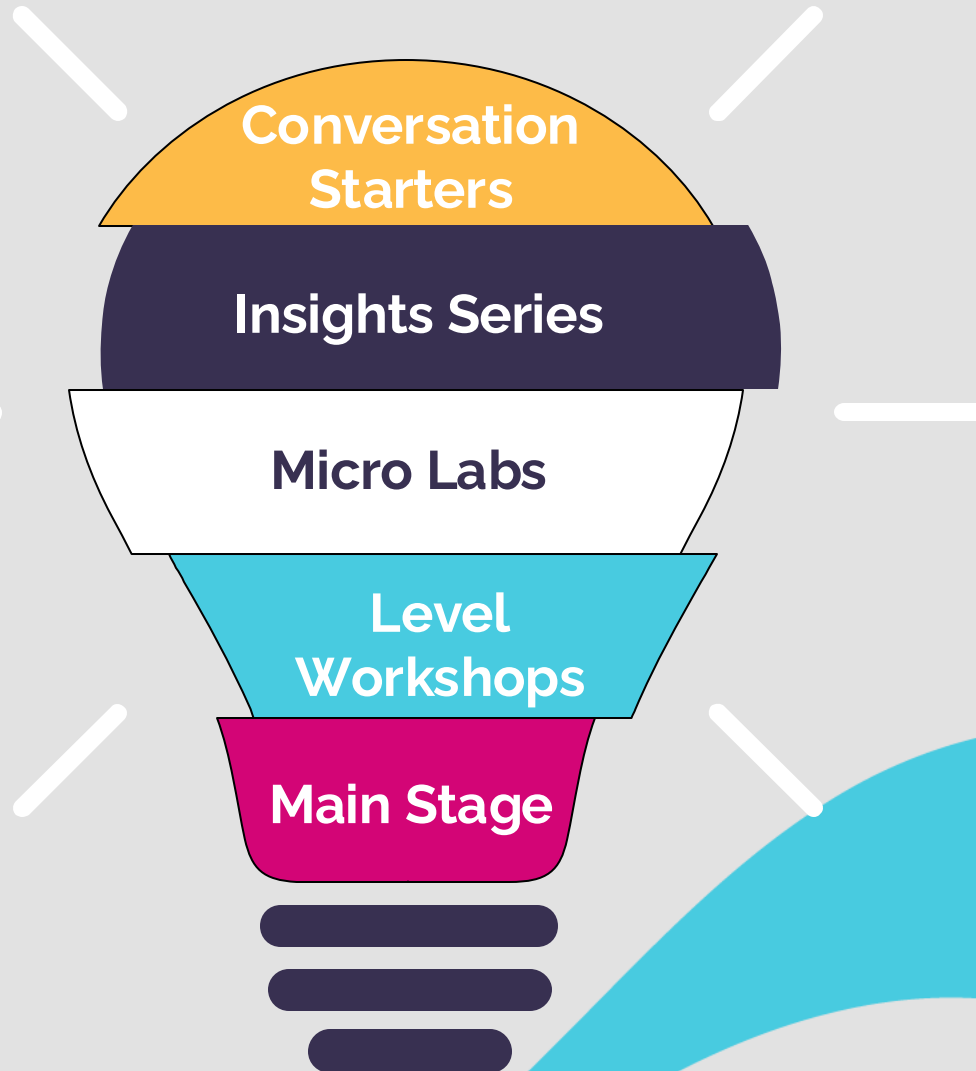 Conversation
Starters
Insights Series
Micro Labs
Level
Workshops
Main Stage